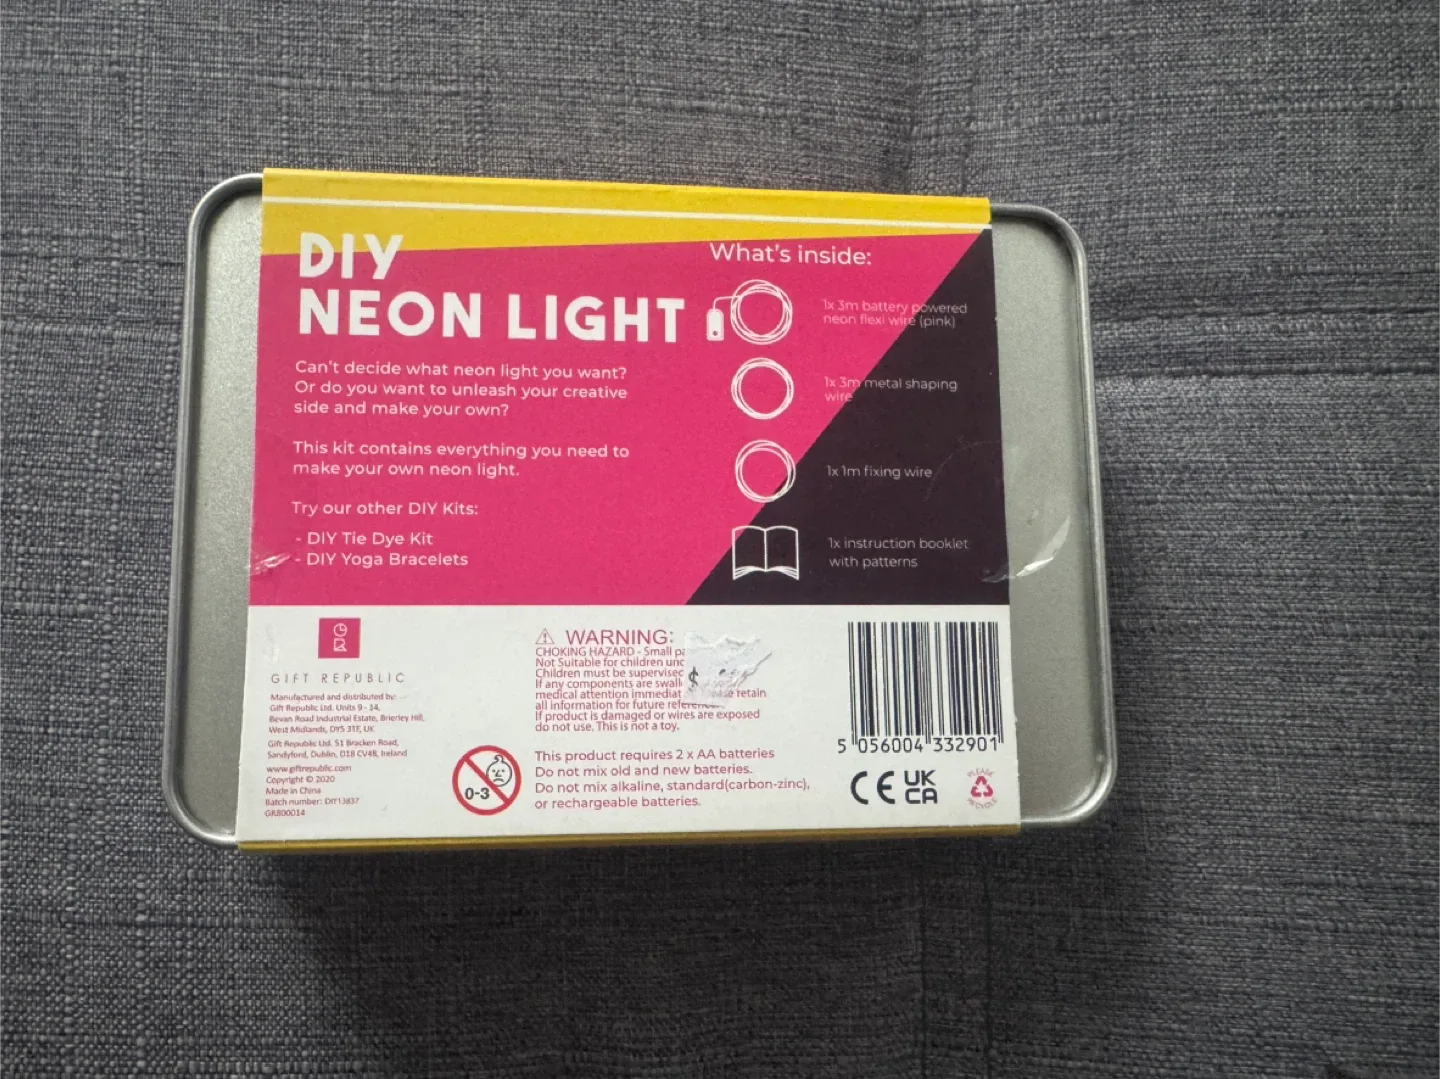 DIY
NEON LIGHT
Can't decide what neon light you want?
Or do you want to unleash your creative
side and make your own?
This kit contains everything you need to
make your own neon light.
Try our other DIY Kits:
- DIY Tie Dye Kit
- DIY Yoga Bracelets
What's inside:
1x 3m battery powered
neon flexi wire (pink)
1x 3m metal shaping
wire
1x 1m fixing wire
1x instruction booklet
with patterns
GIFT REPUBLIC
Manufactured and distributed by:
Gift Republic Ltd. Units 9 - 14,
Bevan Road Industrial Estate, Brierley Hill,
West Midlands, DY5 3TF, UK
Gift Republic Ltd. 51 Bracken Road,
Sandyford, Dublin, D18 CV48, Ireland
www.giftrepublic.com
Copyright © 2020
Made in China
Batch number: DIY13837
GR800014
0-3
WARNING:
CHOKING HAZARD - Small
Not Suitable for children
Children must be supervised
If any components are
medical attention retain
all information for future
If product is damaged or wires are exposed
do not use. This is not a toy.
$
This product requires 2 x AA batteries
Do not mix old and new batteries.
Do not mix alkaline, standard(carbon-zinc),
or rechargeable batteries.
5 056004 332901
CE UK
CA
PLEASE
RECYCLE